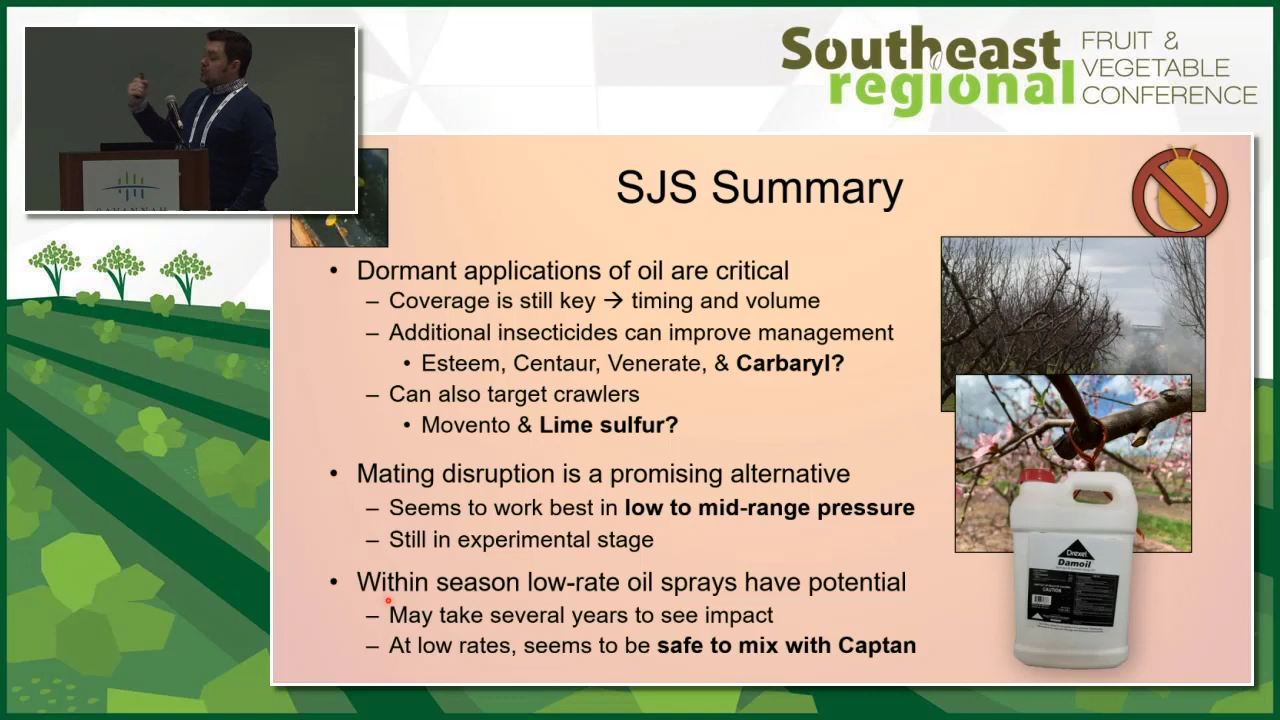 Southeast
regional
FRUIT &
VEGETABLE
CONFERENCE
SAVANNAH
SJS Summary
• Dormant applications of oil are critical
– Coverage is still key → timing and volume
– Additional insecticides can improve management
• Esteem, Centaur, Venerate, & Carbaryl?
– Can also target crawlers
• Movento & Lime sulfur?
• Mating disruption is a promising alternative
– Seems to work best in low to mid-range pressure
– Still in experimental stage
• Within season low-rate oil sprays have potential
– May take several years to see impact
– At low rates, seems to be safe to mix with Captan
Drexel
Damoil
CAUTION